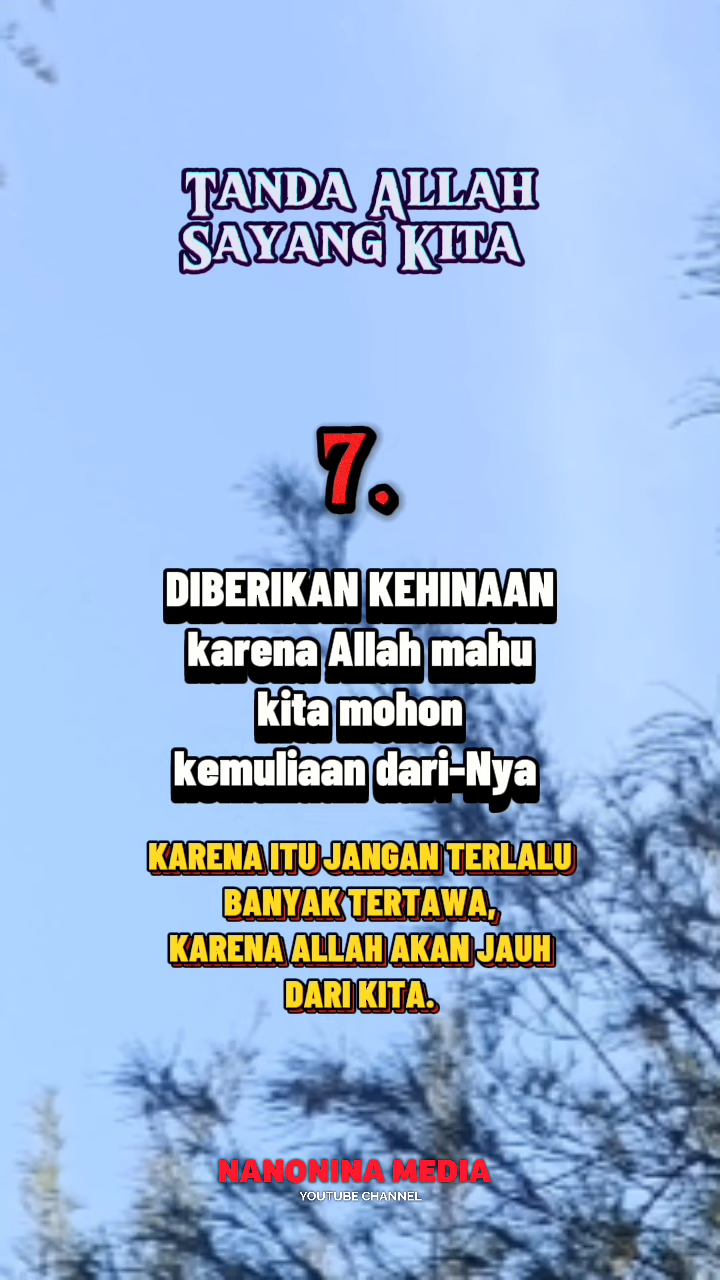 TANDA ALLAH
SAYANG KITA
7.
DIBERIKAN KEHINAAN
karena Allah mahu
kita mohon
kemuliaan dari-Nya
KARENA ITU JANGAN TERLALU
BANYAK TERTAWA,
KARENA ALLAH AKAN JAUH
DARI KITA.
NANONINA MEDIA
YOUTUBE CHANNEL